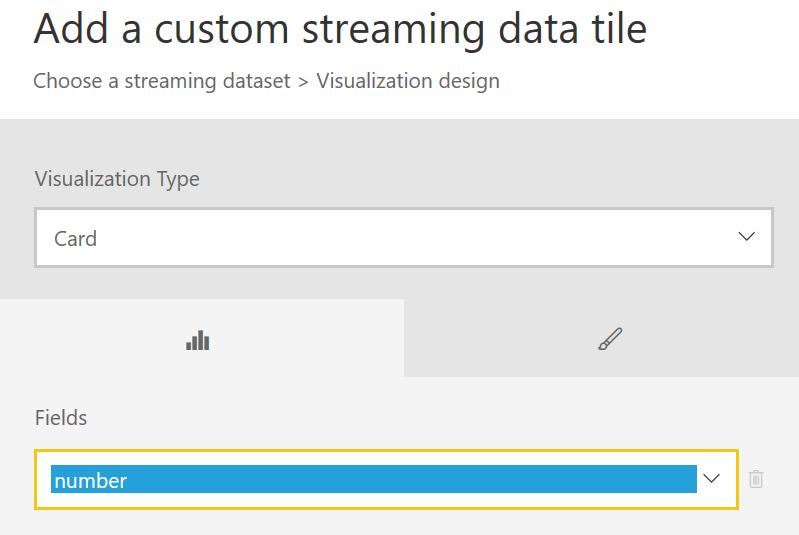 Add a custom streaming data tile
Choose a streaming dataset > Visualization design
Visualization Type
Card
Fields
number